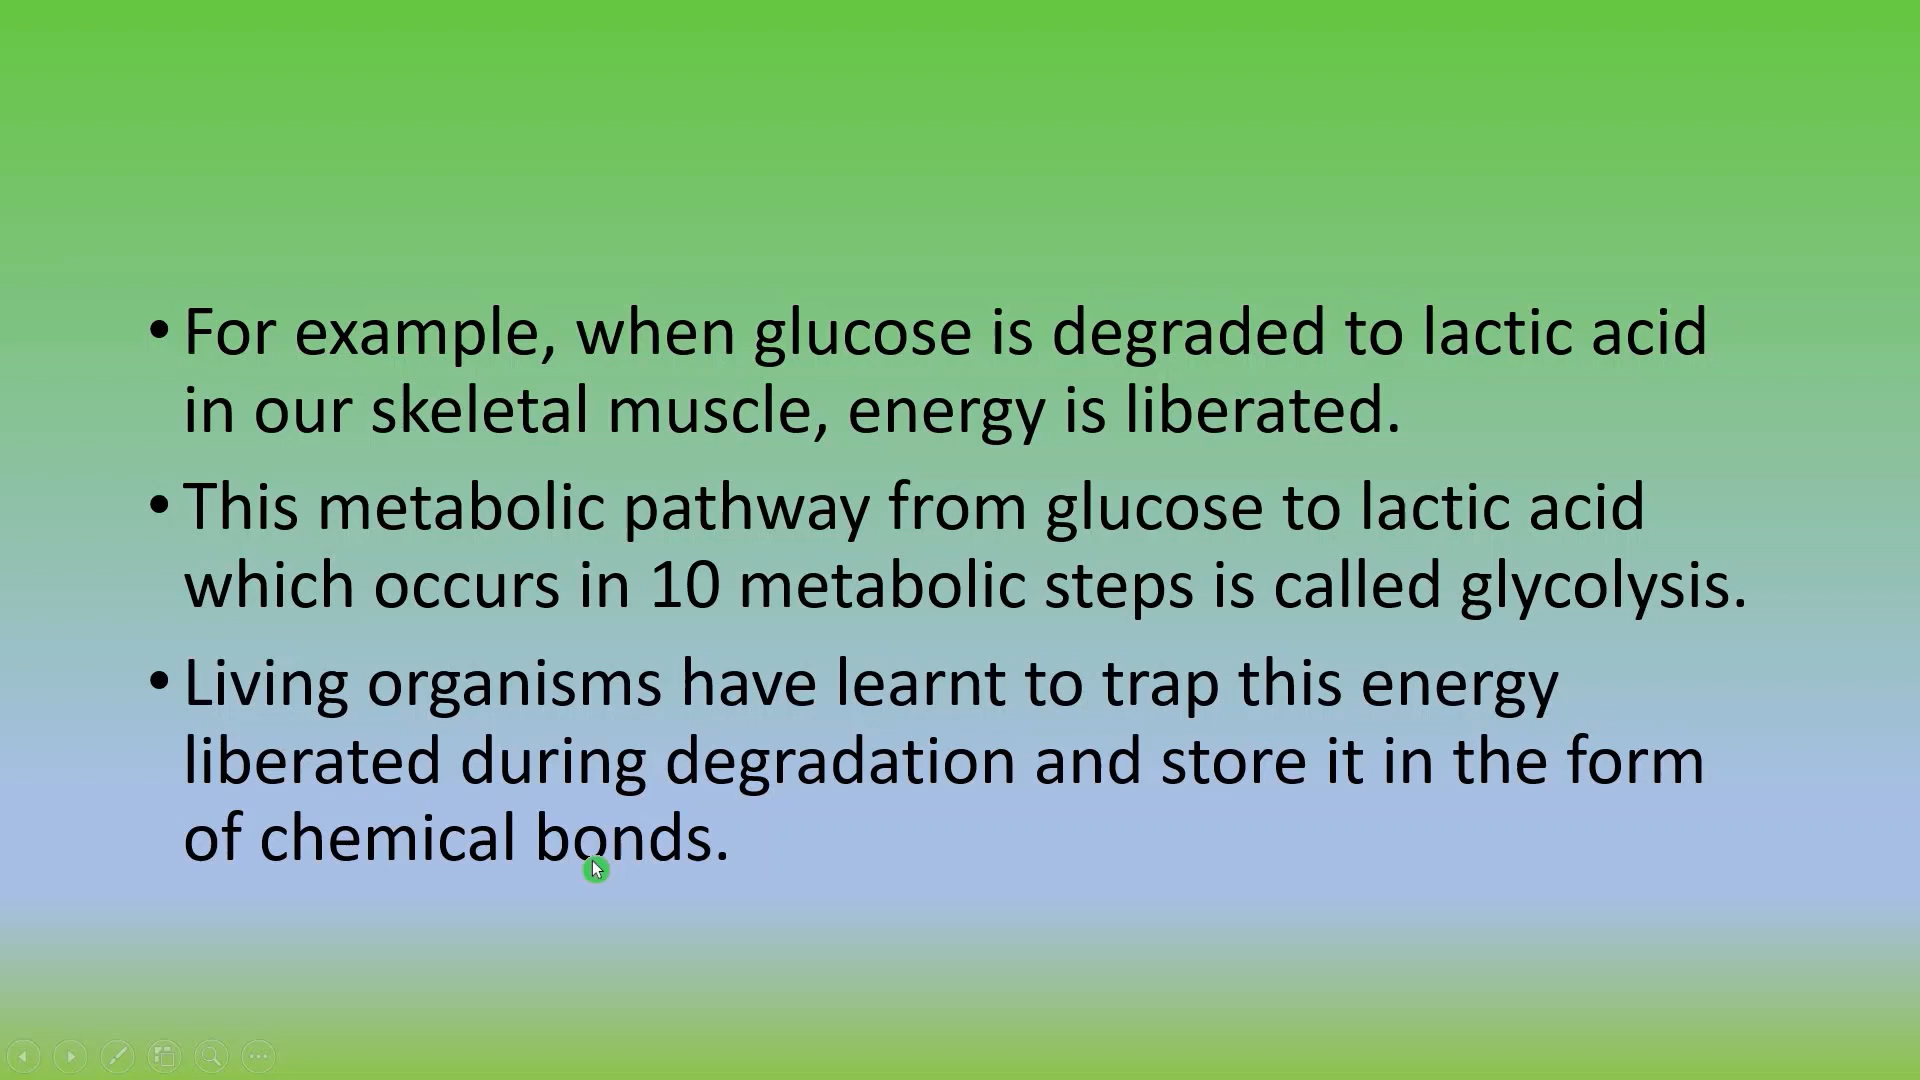 • For example, when glucose is degraded to lactic acid
in our skeletal muscle, energy is liberated.
• This metabolic pathway from glucose to lactic acid
which occurs in 10 metabolic steps is called glycolysis.
• Living organisms have learnt to trap this energy
liberated during degradation and store it in the form
of chemical bonds.